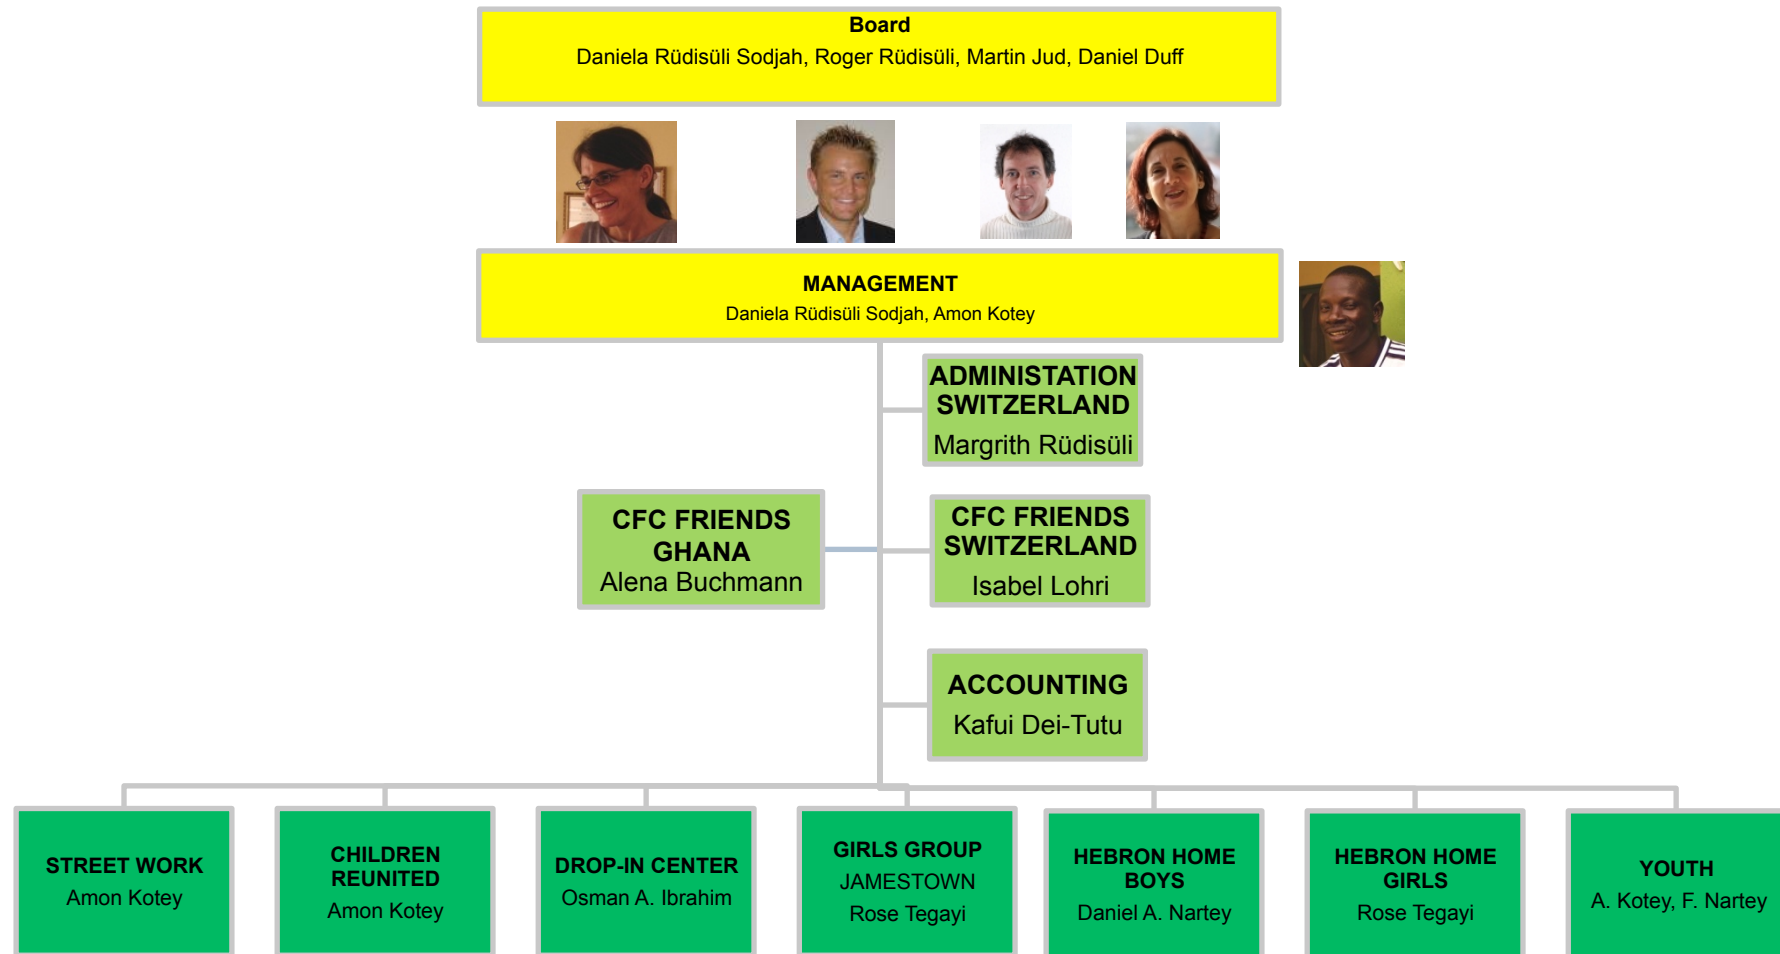 Board
Daniela Rüdisüli Sodjah, Roger Rüdisüli, Martin Jud, Daniel Duff
MANAGEMENT
Daniela Rüdisüli Sodjah, Amon Kotey
ADMINISTATION
SWITZERLAND
Margrith Rüdisüli
CFC FRIENDS
GHANA
Alena Buchmann
CFC FRIENDS
SWITZERLAND
Isabel Lohri
ACCOUNTING
Kafui Dei-Tutu
STREET WORK
Amon Kotey
CHILDREN
REUNITED
Amon Kotey
DROP-IN CENTER
Osman A. Ibrahim
GIRLS GROUP
JAMESTOWN
Rose Tegayi
HEBRON HOME
BOYS
Daniel A. Nartey
HEBRON HOME
GIRLS
Rose Tegayi
YOUTH
A. Kotey, F. Nartey